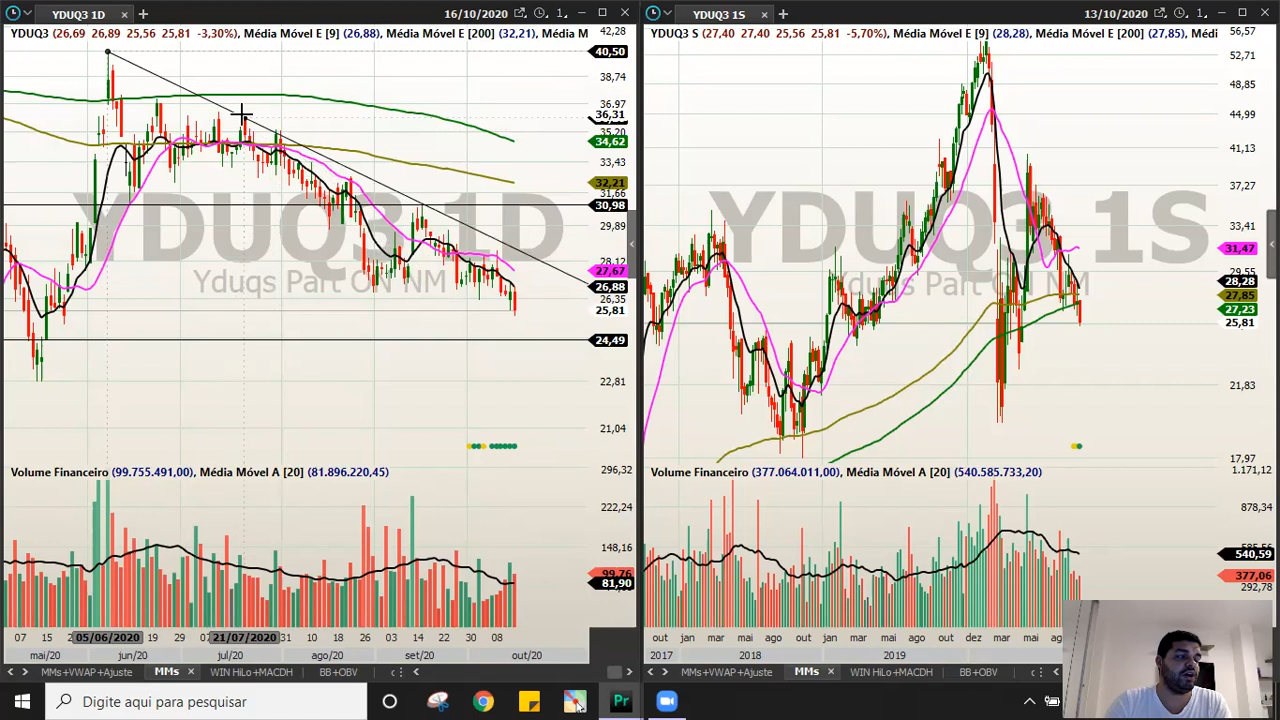 YDUQ3 1D
16/10/2020
1
YDUQ3 (26,69 26,89 25,56 25,81 -3,30%), Média Móvel E [9] (26,88), Média Móvel E [200] (32,21), Média M
42,28
40,50
38,74
36,97
36,31
35,20
34,62
33,43
32,21
31,66
30,98
29,89
28,12
27,67
26,88
26,35
25,81
24,49
22,81
21,04
YDUQ3 1D
Yduqs Part ON NM
Volume Financeiro (99.755.491,00), Média Móvel A [20] (81.896.220,45)
296,32
222,24
148,16
99,76
81,90
07 15 05/06/2020 19 29 21/07/2020 31 10 18 26 03 14 22 30 08
mai/20 jun/20 jul/20 ago/20 set/20 out/20
MMs+VWAP+Ajuste MMs WIN HiLo+MACDH BB+OBV
YDUQ3 1S
13/10/2020
1
YDUQ3 S (27,40 27,40 25,56 25,81 -5,70%), Média Móvel E [9] (28,28), Média Móvel E [200] (27,85), Médi
56,57
52,71
48,85
44,99
41,13
37,27
33,41
31,47
29,55
28,28
27,85
27,23
25,81
21,83
17,97
YDUQ3 1S
Yduqs Part ON NM
Volume Financeiro (377.064.011,00), Média Móvel A [20] (540.585.733,20)
1.171,12
878,34
540,59
377,06
292,78
out jan mar mai ago out jan mar mai ago out dez mar mai
2017 2018 2019
MMs+VWAP+Ajuste MMs WIN HiLo+MACDH BB+OBV
Digite aqui para pesquisar
Pr